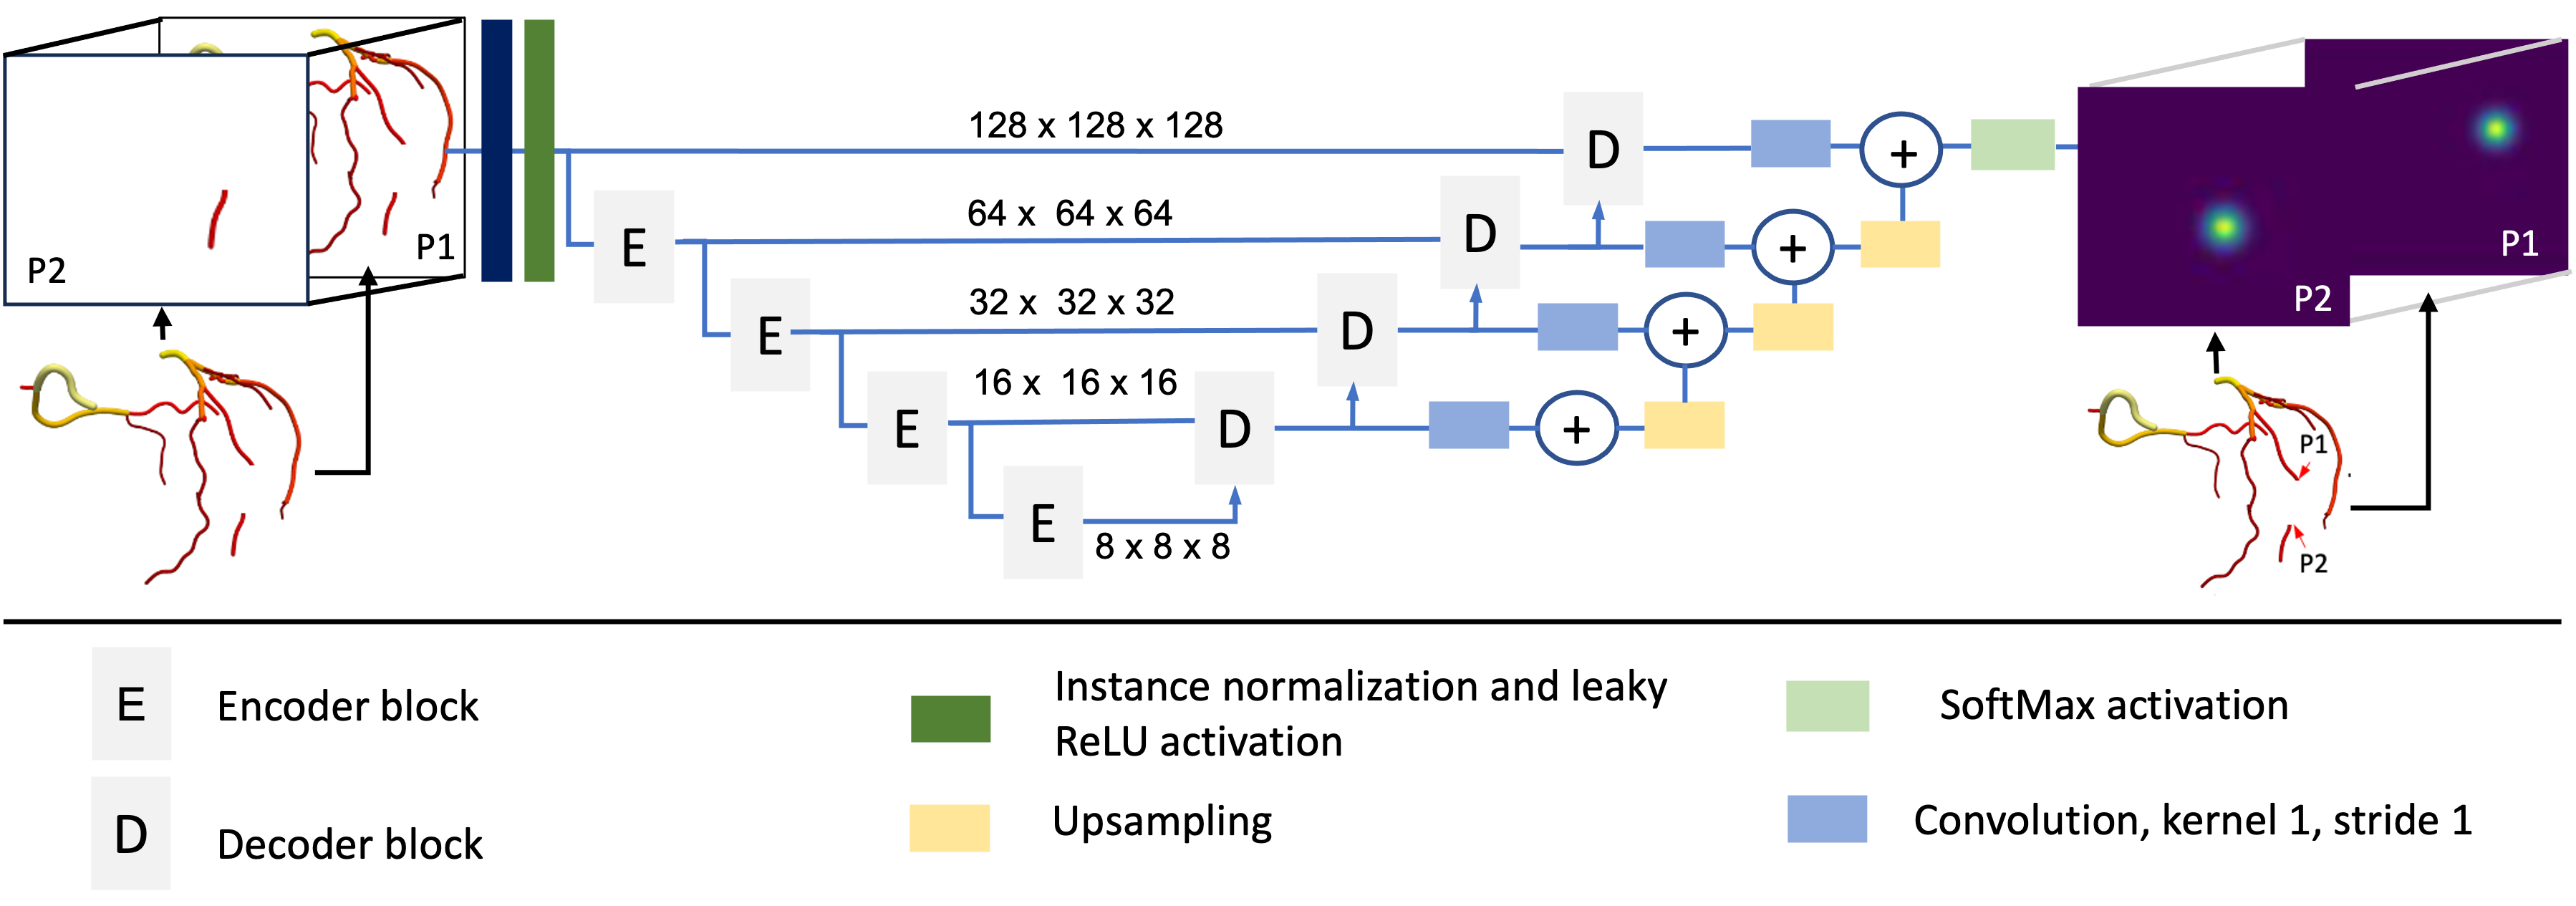 P2
P1
128 x 128 x 128
64 x 64 x 64
32 x 32 x 32
16 x 16 x 16
8 x 8 x 8
E
E
E
E
D
D
D
D
+
+
+
+
P1
P2
P1
P2
E Encoder block
D Decoder block
Instance normalization and leaky
ReLU activation
Upsampling
SoftMax activation
Convolution, kernel 1, stride 1